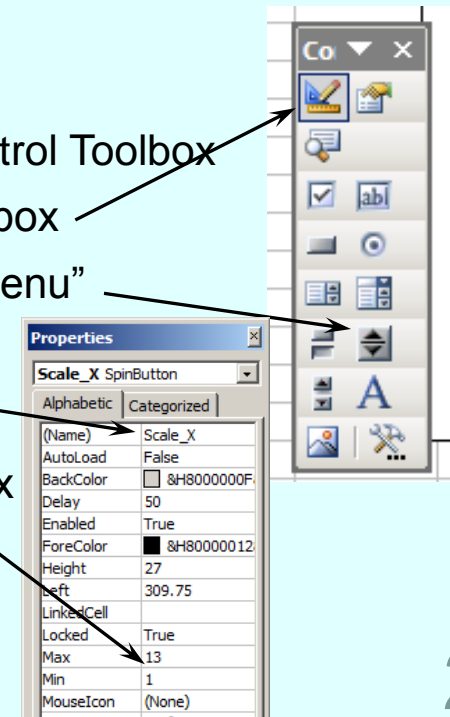 Co
trol Toolbox
box
enu”
Properties
Scale_X SpinButton
Alphabetic Categorized
(Name) Scale_X
AutoLoad False
BackColor &H8000000F
Delay 50
Enabled True
ForeColor &H80000012
Height 27
Left 309.75
LinkedCell
Locked True
Max 13
Min 1
MouseIcon (None)
x
abl
A